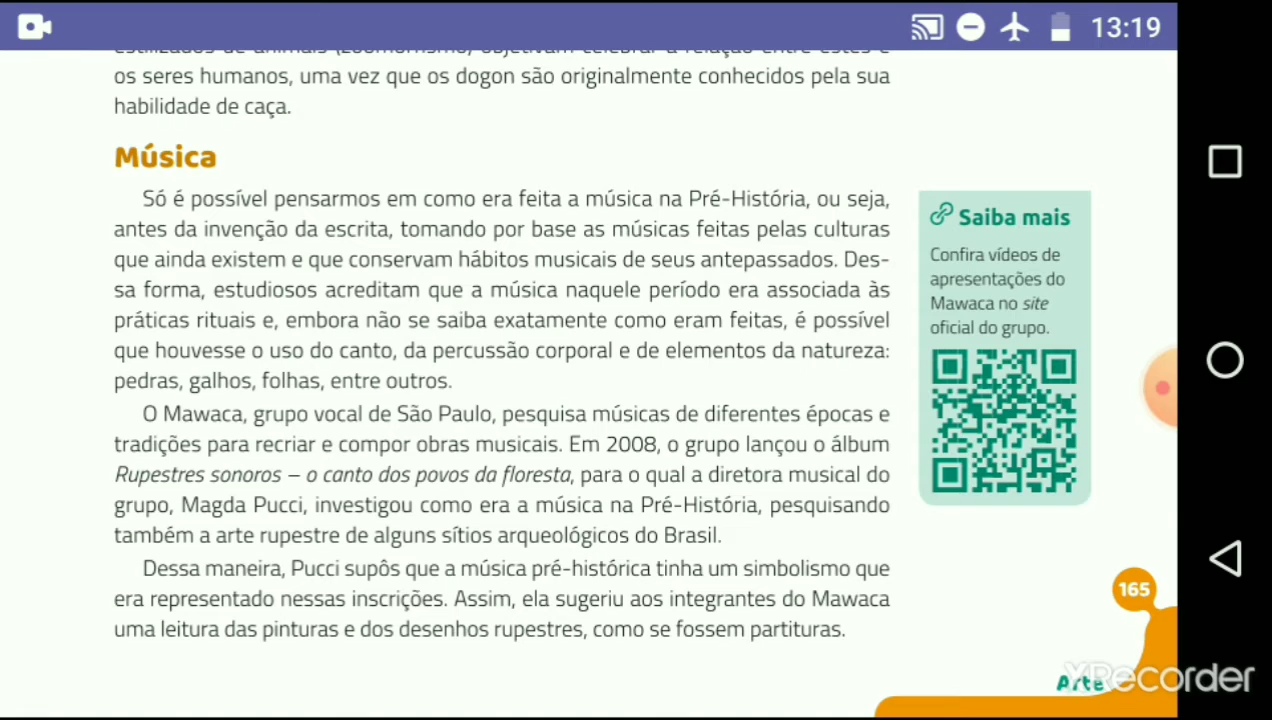 13:19
estilizados de animais (zoomorfismo) objetivam celebrar a relação entre estes e
os seres humanos, uma vez que os dogon são originalmente conhecidos pela sua
habilidade de caça.
Música
Só é possível pensarmos em como era feita a música na Pré-História, ou seja,
antes da invenção da escrita, tomando por base as músicas feitas pelas culturas
que ainda existem e que conservam hábitos musicais de seus antepassados. Des-
sa forma, estudiosos acreditam que a música naquele período era associada às
práticas rituais e, embora não se saiba exatamente como eram feitas, é possível
que houvesse o uso do canto, da percussão corporal e de elementos da natureza:
pedras, galhos, folhas, entre outros.
O Mawaca, grupo vocal de São Paulo, pesquisa músicas de diferentes épocas e
tradições para recriar e compor obras musicais. Em 2008, o grupo lançou o álbum
Rupestres sonoros – o canto dos povos da floresta, para o qual a diretora musical do
grupo, Magda Pucci, investigou como era a música na Pré-História, pesquisando
também a arte rupestre de alguns sítios arqueológicos do Brasil.
Dessa maneira, Pucci supôs que a música pré-histórica tinha um simbolismo que
era representado nessas inscrições. Assim, ela sugeriu aos integrantes do Mawaca
uma leitura das pinturas e dos desenhos rupestres, como se fossem partituras.
Saiba mais
Confira vídeos de
apresentações do
Mawaca no site
oficial do grupo.
165
Arte
XRecorder